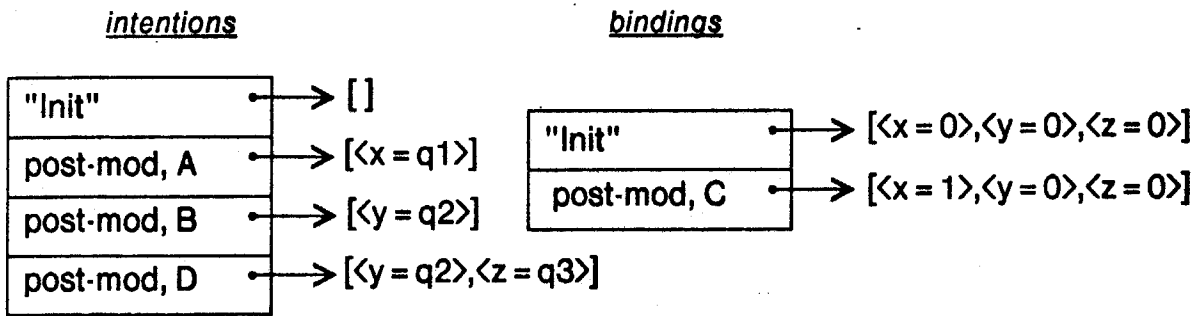 intentions
"Init" []
post-mod, A [<x = q1>]
post-mod, B [<y = q2>]
post-mod, D [<y = q2>,<z = q3>]
bindings
"Init" [<x = 0>,<y = 0>,<z = 0>]
post-mod, C [<x = 1>,<y = 0>,<z = 0>]